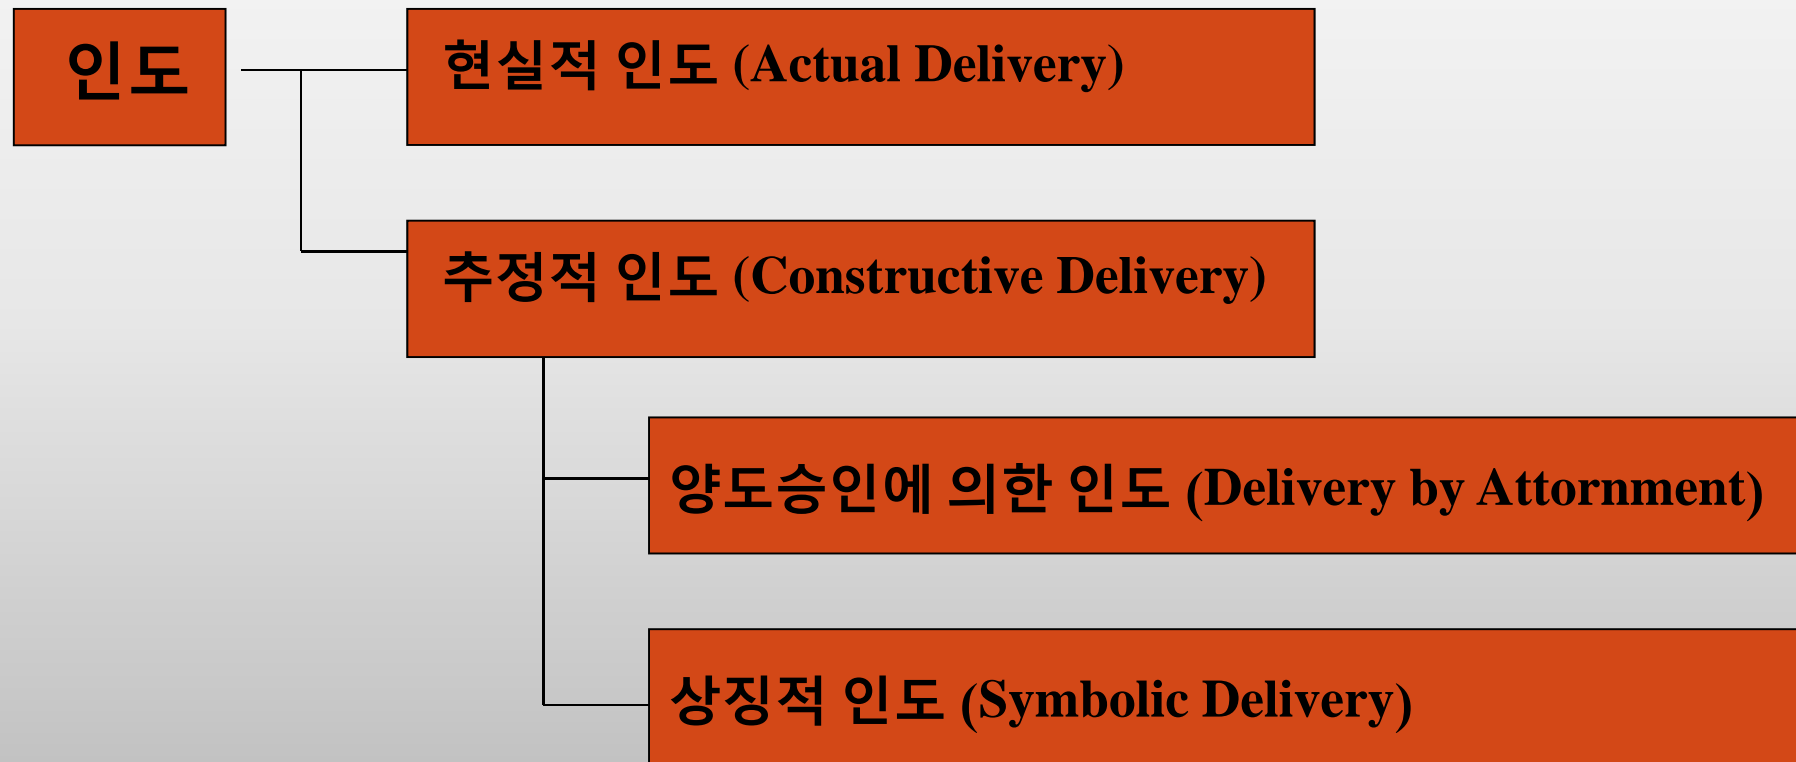 인도
현실적 인도 (Actual Delivery)
추정적 인도 (Constructive Delivery)
양도승인에 의한 인도 (Delivery by Attornment)
상징적 인도 (Symbolic Delivery)